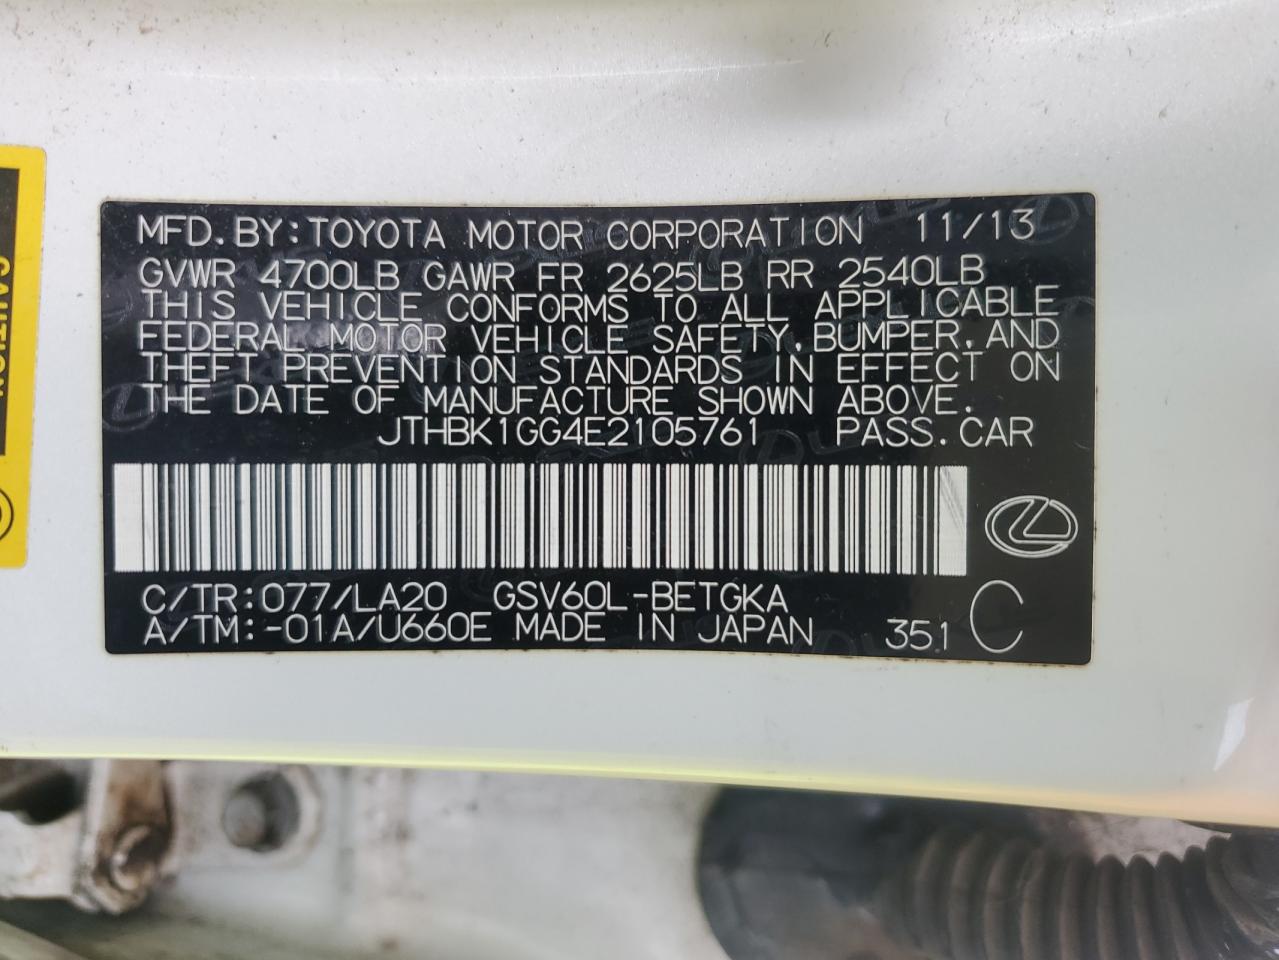 MFD.BY:TOYOTA MOTOR CORPORATION 11/13
GVWR 4700LB GAWR FR 2625LB RR 2540LB
THIS VEHICLE CONFORMS TO ALL APPLICABLE
FEDERAL MOTOR VEHICLE SAFETY,BUMPER,AND
THEFT PREVENTION STANDARDS IN EFFECT ON
THE DATE OF MANUFACTURE SHOWN ABOVE.
JTHBK1GG4E2105761 PASS.CAR
C/TR:077/LA20 GSV60L-BETGKA
A/TM:-01A/U660E MADE IN JAPAN 351 C
CAUTION